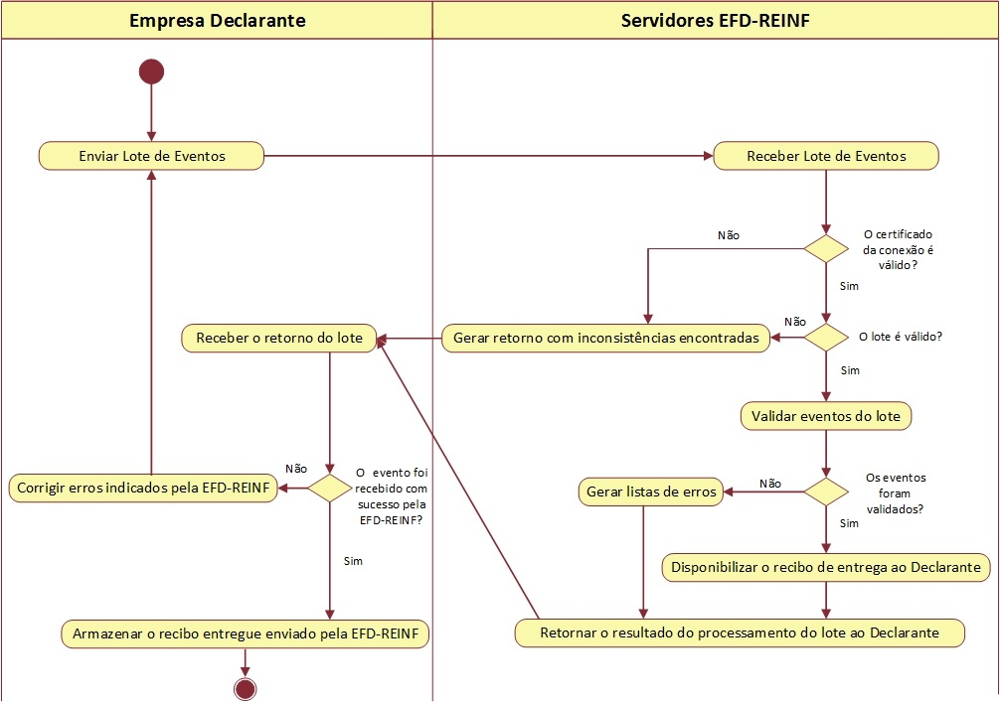 Empresa Declarante
Servidores EFD-REINF
Enviar Lote de Eventos
Receber Lote de Eventos
O certificado
da conexão é
válido?
Não
Sim
Receber o retorno do lote
Gerar retorno com inconsistências encontradas
Não
O lote é válido?
Sim
Validar eventos do lote
Corrigir erros indicados pela EFD-REINF
Não
O evento foi
recebido com
sucesso pela
EFD-REINF?
Gerar listas de erros
Não
Os eventos
foram
validados?
Sim
Sim
Disponibilizar o recibo de entrega ao Declarante
Armazenar o recibo entregue enviado pela EFD-REINF
Retornar o resultado do processamento do lote ao Declarante